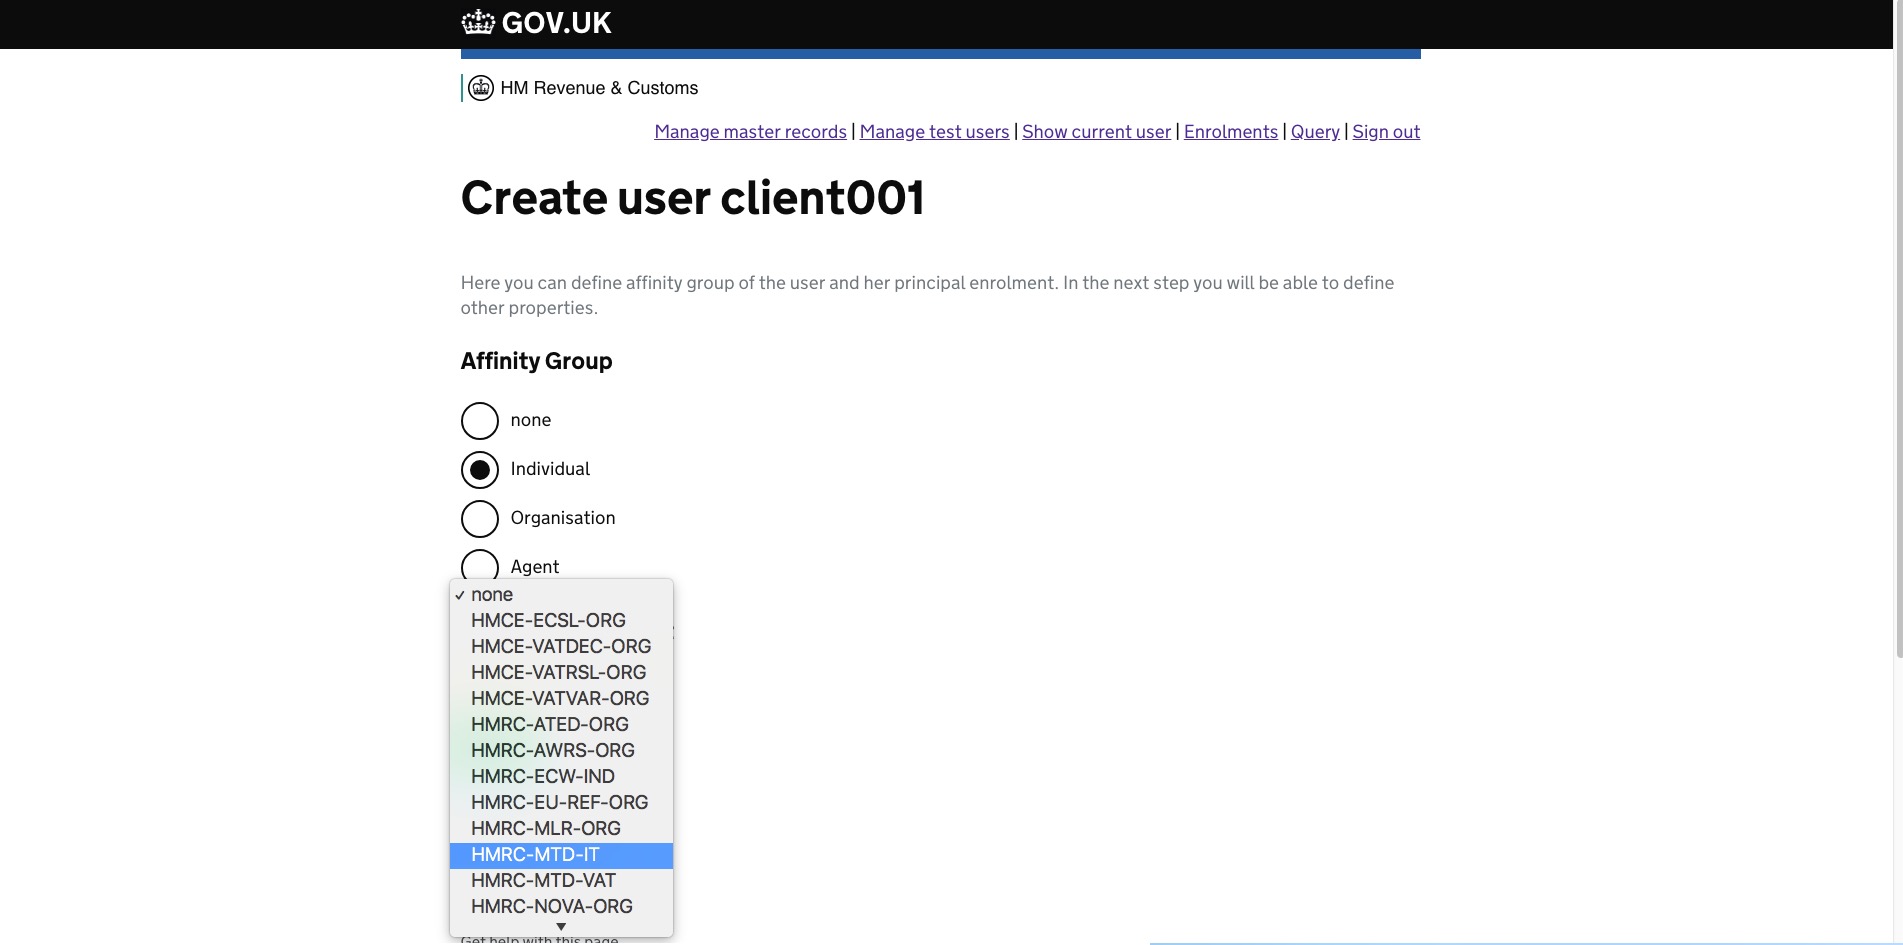 GOV.UK
HM Revenue & Customs
Manage master records | Manage test users | Show current user | Enrolments | Query | Sign out
Create user client001
Here you can define affinity group of the user and her principal enrolment. In the next step you will be able to define
other properties.
Affinity Group
none
Individual
Organisation
Agent
✓ none
HMCE-ECSL-ORG
HMCE-VATDEC-ORG
HMCE-VATRSL-ORG
HMCE-VATVAR-ORG
HMRC-ATED-ORG
HMRC-AWRS-ORG
HMRC-ECW-IND
HMRC-EU-REF-ORG
HMRC-MLR-ORG
HMRC-MTD-IT
HMRC-MTD-VAT
HMRC-NOVA-ORG
Get help with this page